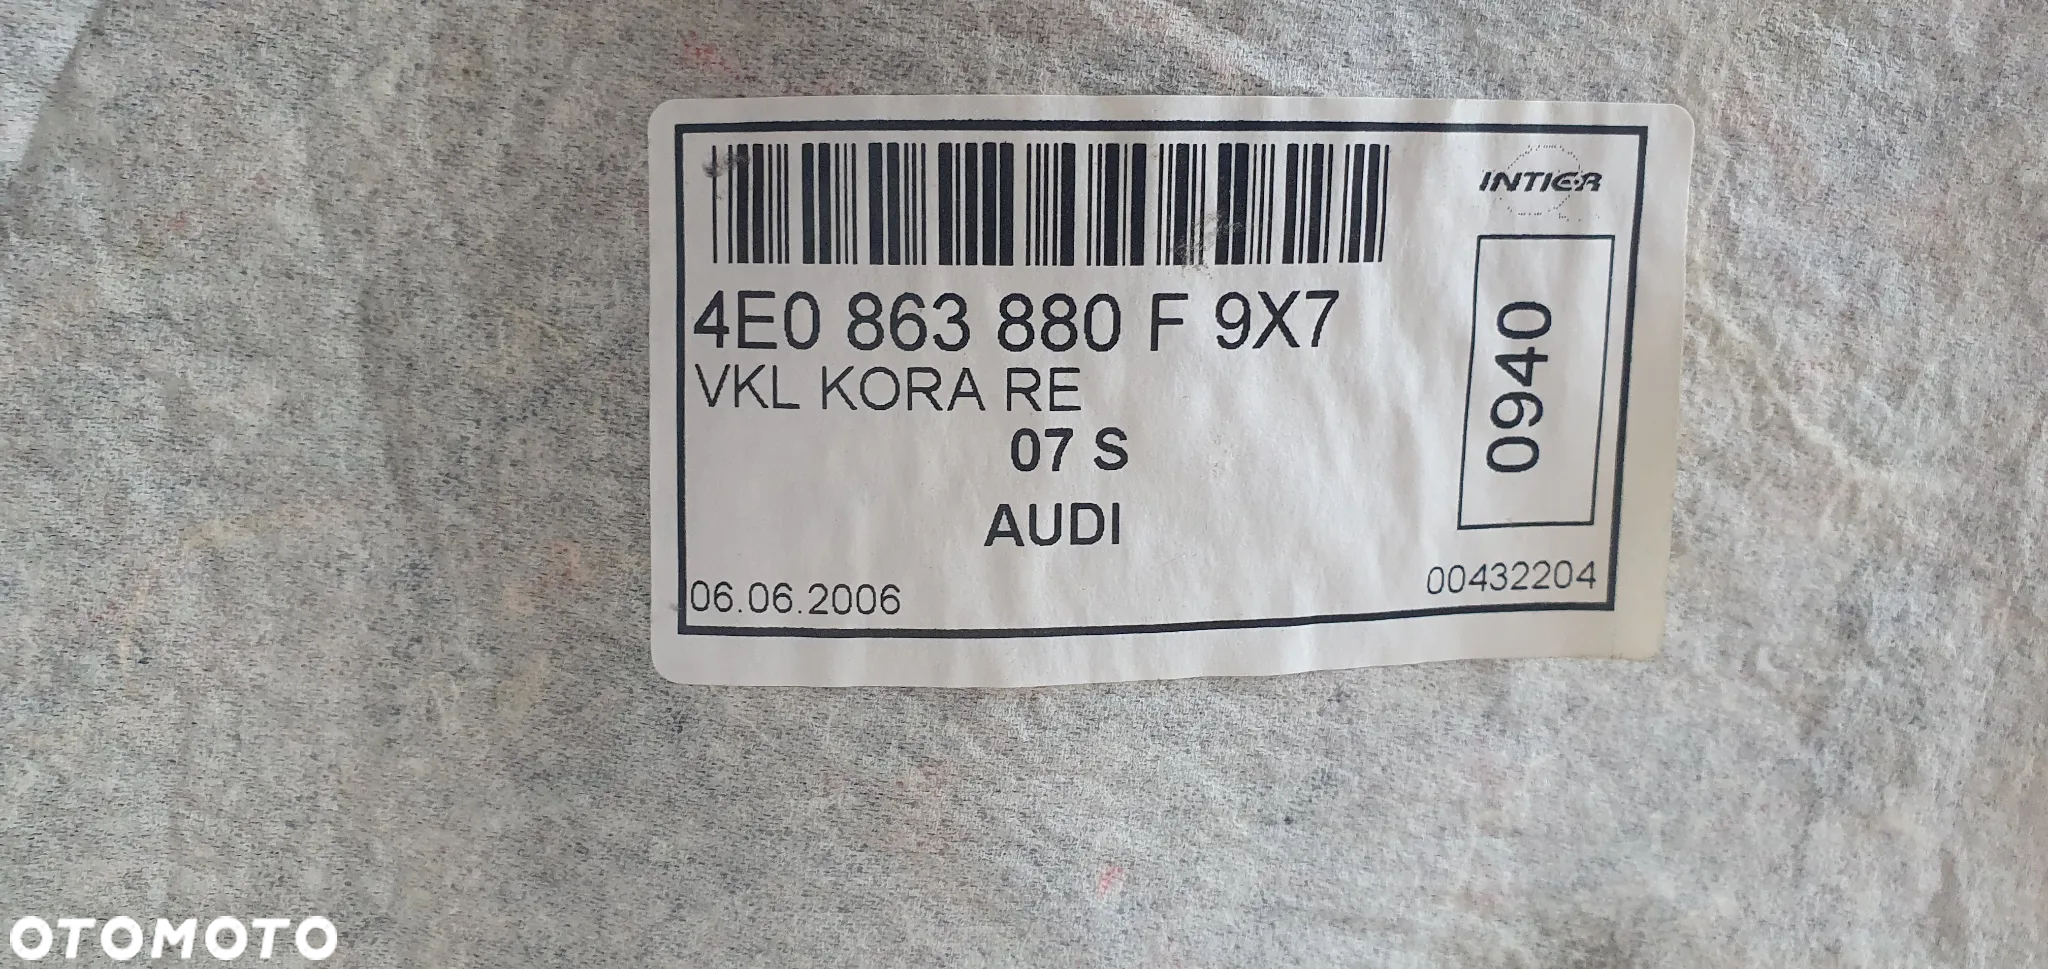 INTIER
4E0 863 880 F 9X7
VKL KORA RE
07 S
AUDI
0940
06.06.2006
00432204
OTOMOTO